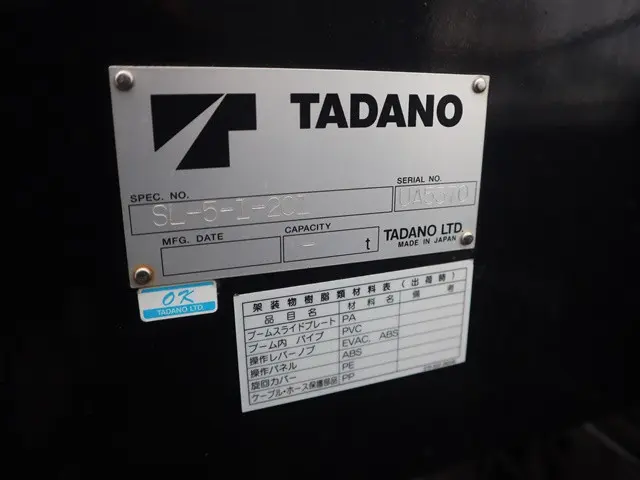 TADANO
SPEC. NO.
SL-5-1-201
SERIAL NO.
UA5370
MFG. DATE
CAPACITY
- t
TADANO LTD.
MADE IN JAPAN
OK
TADANO LTD.
架装物樹脂類材料表（出荷時）
品目名 材料名 備考
ブームスライドプレート PA
ブーム内 パイプ PVC
操作レバーノブ EVAC, ABS
操作パネル ABS
旋回カバー PE
ケーブル・ホース保護部品 PP